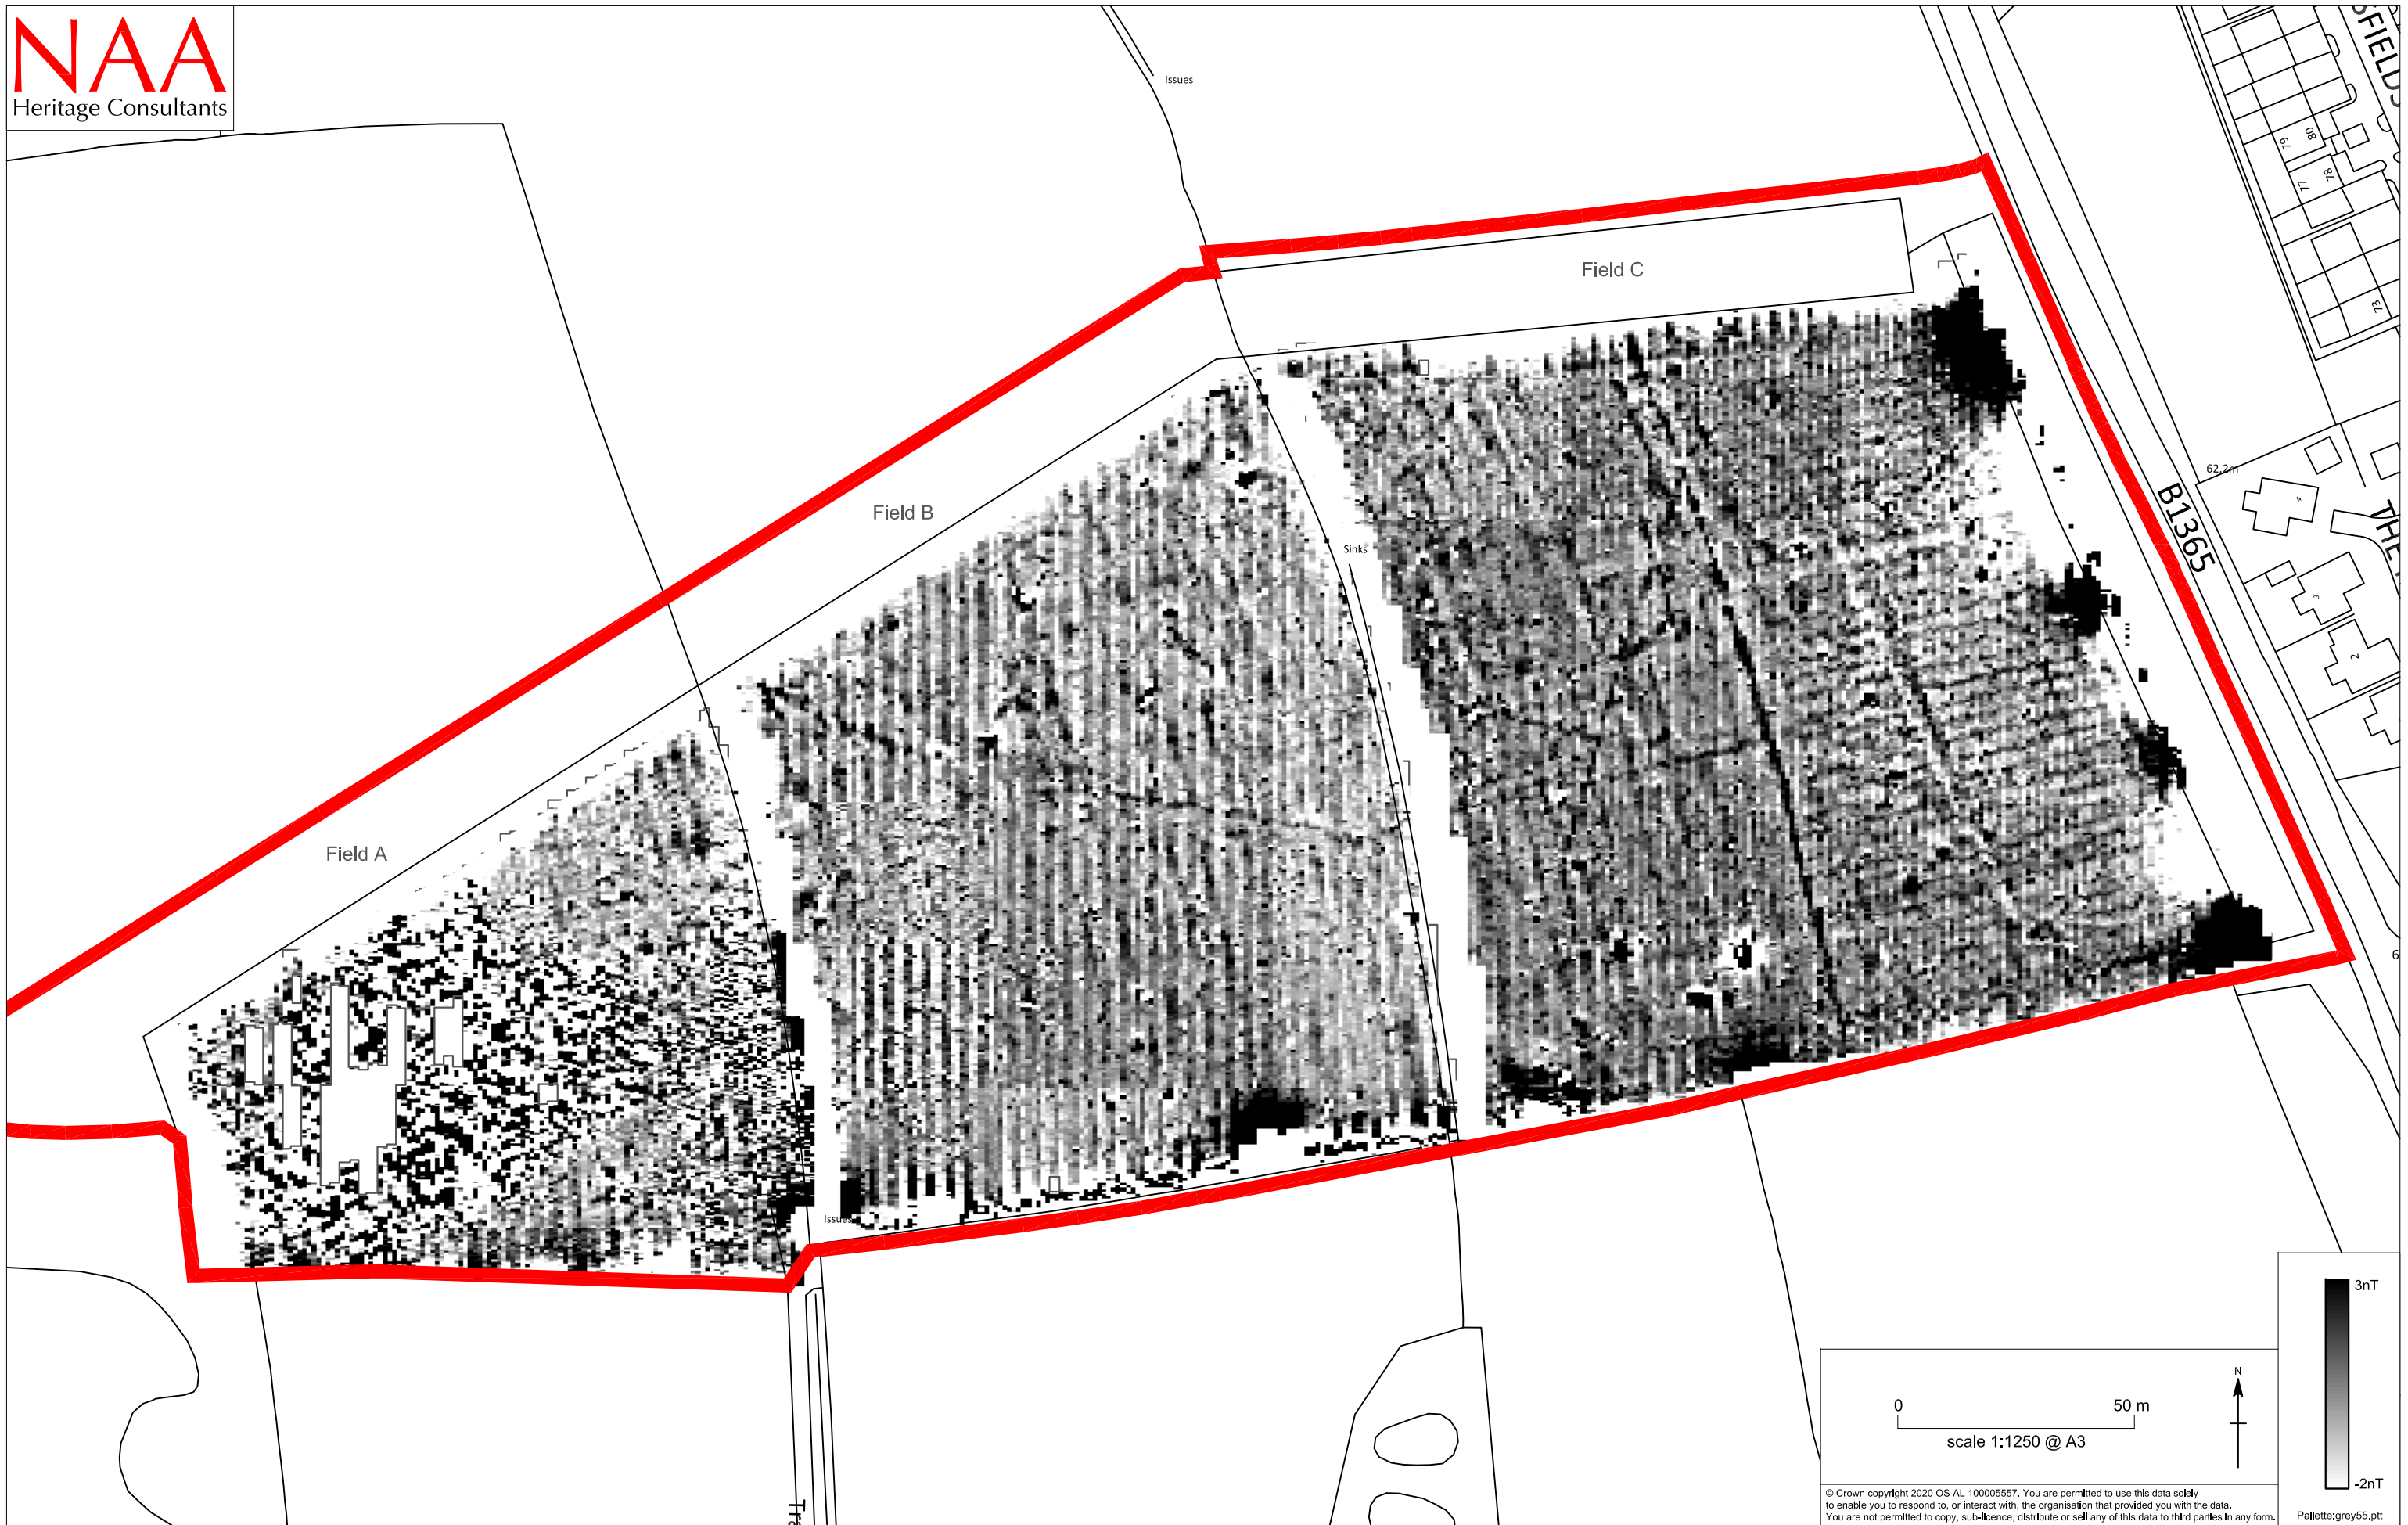 NAA
Heritage Consultants
Issues
80
79
78
77
73
Field C
62.2m
4
B1365
Field B
Sinks
3
2
Field A
Issues
3nT
0 50 m
N
scale 1:1250 @ A3
-2nT
© Crown copyright 2020 OS AL 100005557. You are permitted to use this data solely
to enable you to respond to, or interact with, the organisation that provided you with the data.
You are not permitted to copy, sub-licence, distribute or sell any of this data to third parties in any form.
Pallette:grey55.ptt